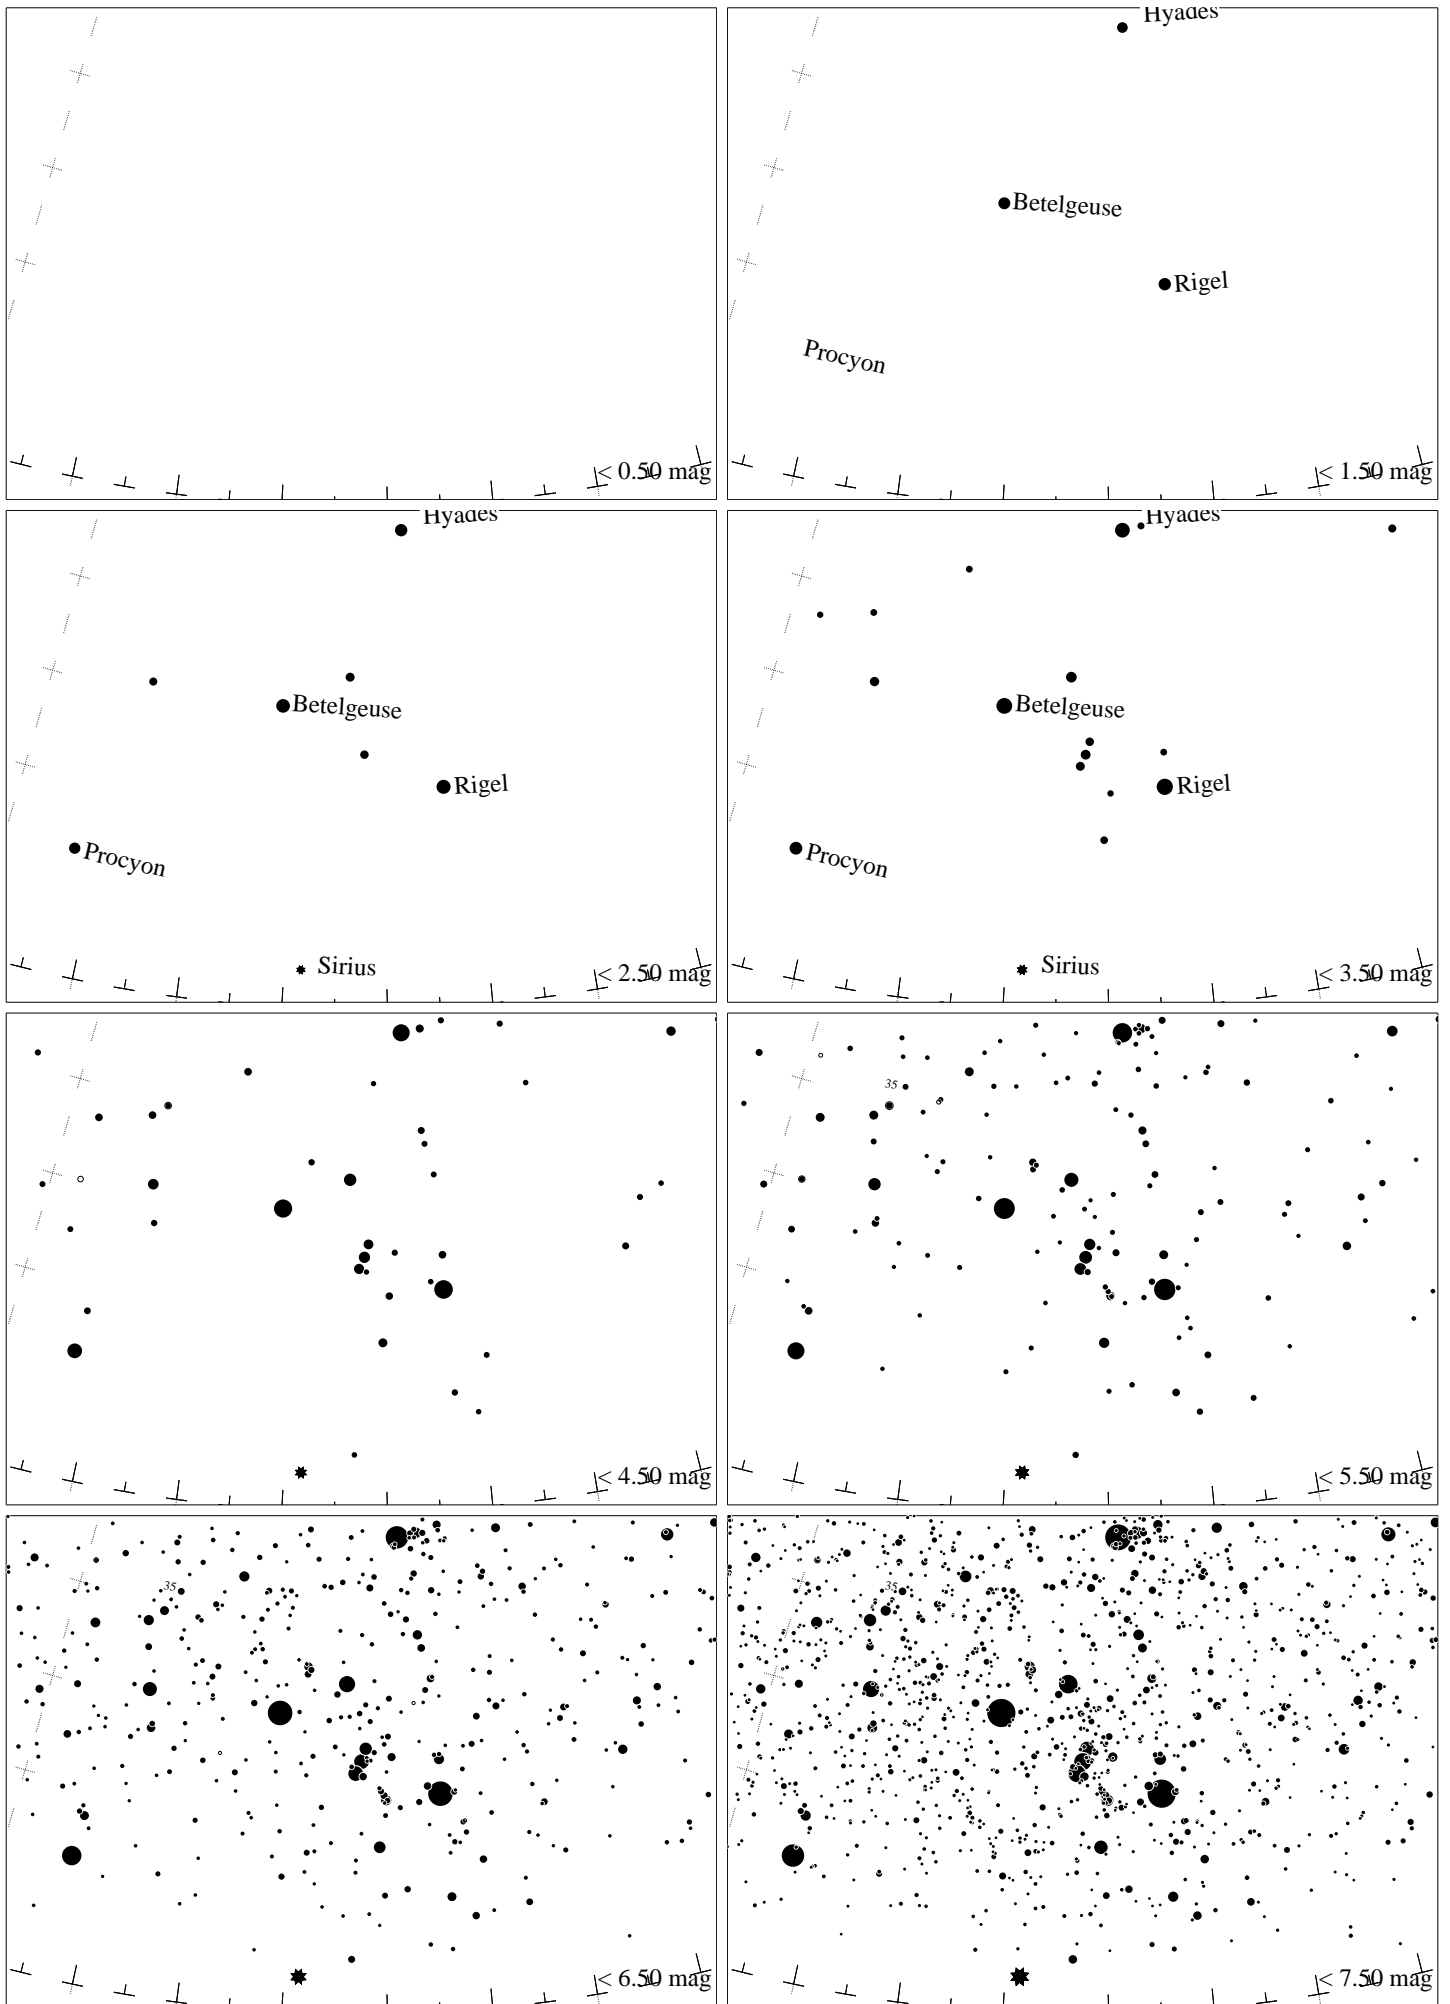 < 0.50 mag
Hyades
Betelgeuse
Rigel
Procyon
< 1.50 mag
Hyades
Betelgeuse
Rigel
Procyon
Sirius
< 2.50 mag
Hyades
Betelgeuse
Rigel
Procyon
Sirius
< 3.50 mag
< 4.50 mag
35
< 5.50 mag
35
< 6.50 mag
35
< 7.50 mag